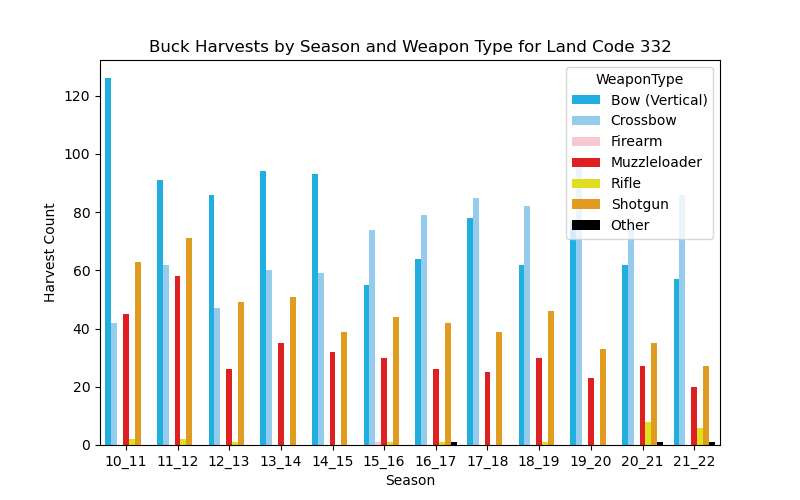 Buck Harvests by Season and Weapon Type for Land Code 332
WeaponType
Bow (Vertical)
Crossbow
Firearm
Muzzleloader
Rifle
Shotgun
Other
Harvest Count
120
100
80
60
40
20
0
10_11 11_12 12_13 13_14 14_15 15_16 16_17 17_18 18_19 19_20 20_21 21_22
Season